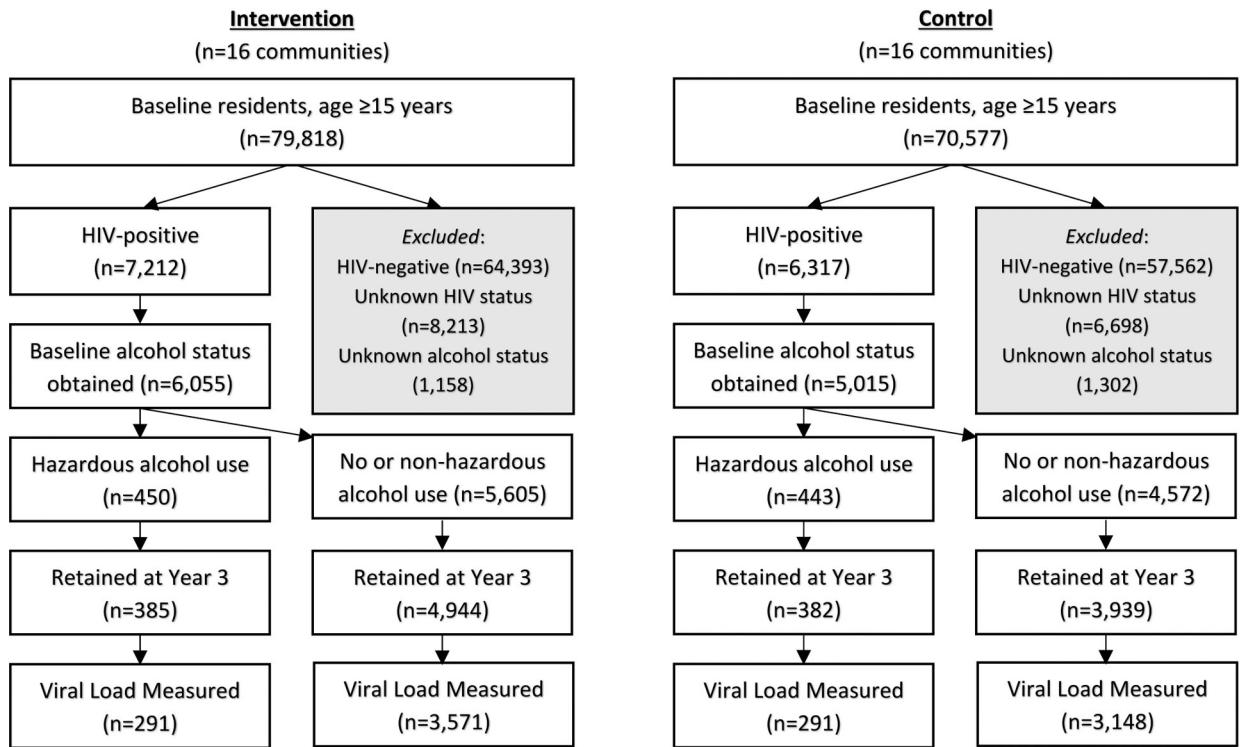 Intervention
(n=16 communities)
Baseline residents, age ≥15 years
(n=79,818)
HIV-positive
(n=7,212)
Excluded:
HIV-negative (n=64,393)
Unknown HIV status
(n=8,213)
Unknown alcohol status
(1,158)
Baseline alcohol status
obtained (n=6,055)
Hazardous alcohol use
(n=450)
No or non-hazardous
alcohol use (n=5,605)
Retained at Year 3
(n=385)
Retained at Year 3
(n=4,944)
Viral Load Measured
(n=291)
Viral Load Measured
(n=3,571)
Control
(n=16 communities)
Baseline residents, age ≥15 years
(n=70,577)
HIV-positive
(n=6,317)
Excluded:
HIV-negative (n=57,562)
Unknown HIV status
(n=6,698)
Unknown alcohol status
(1,302)
Baseline alcohol status
obtained (n=5,015)
Hazardous alcohol use
(n=443)
No or non-hazardous
alcohol use (n=4,572)
Retained at Year 3
(n=382)
Retained at Year 3
(n=3,939)
Viral Load Measured
(n=291)
Viral Load Measured
(n=3,148)